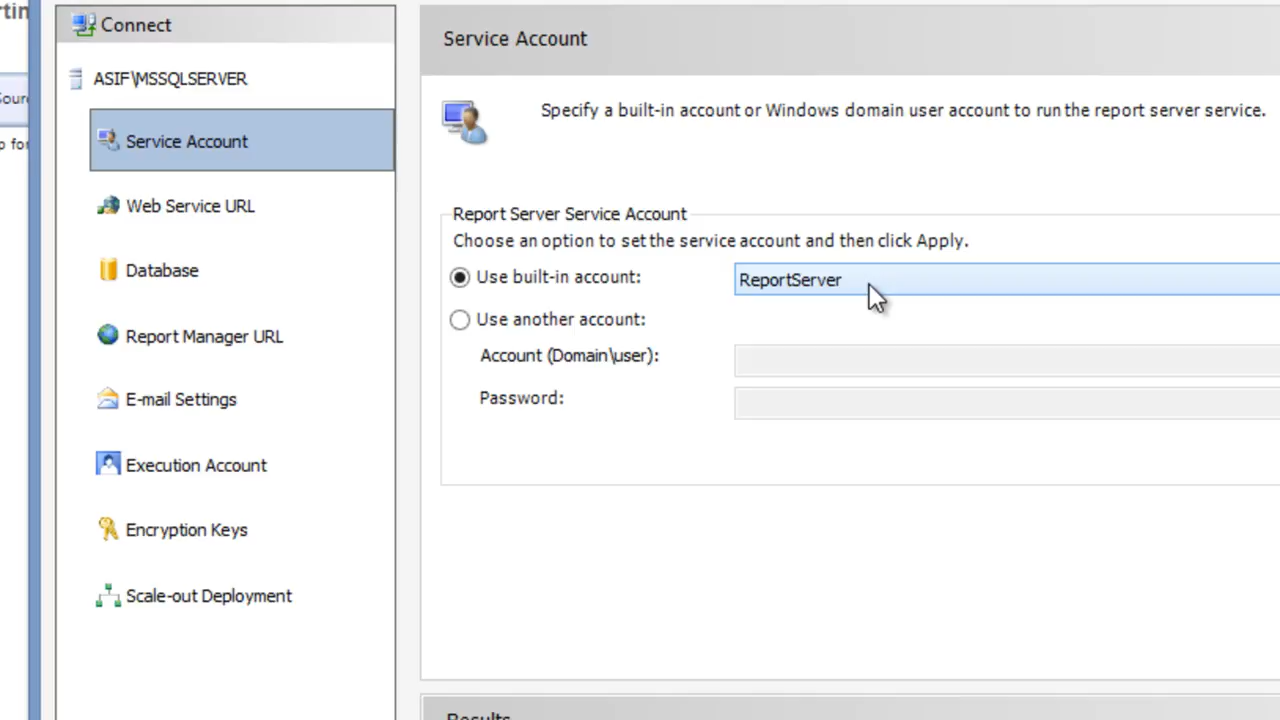 Connect
ASIF\MSSQLSERVER
Service Account
Web Service URL
Database
Report Manager URL
E-mail Settings
Execution Account
Encryption Keys
Scale-out Deployment
Service Account
Specify a built-in account or Windows domain user account to run the report server service.
Report Server Service Account
Choose an option to set the service account and then click Apply.
Use built-in account:
ReportServer
Use another account:
Account (Domain\user):
Password:
Results